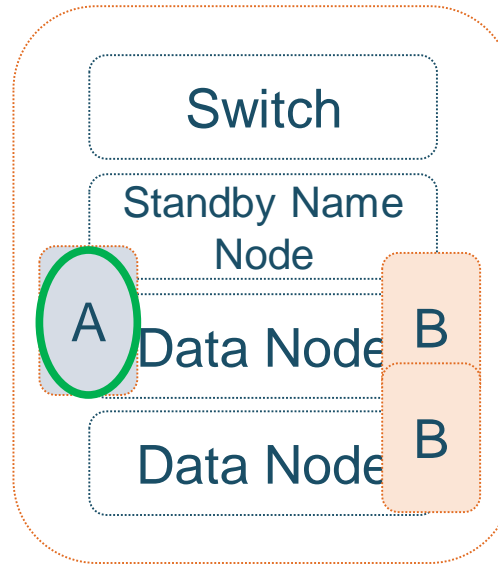 Switch
Standby Name
Node
A
Data Node
B
Data Node
B